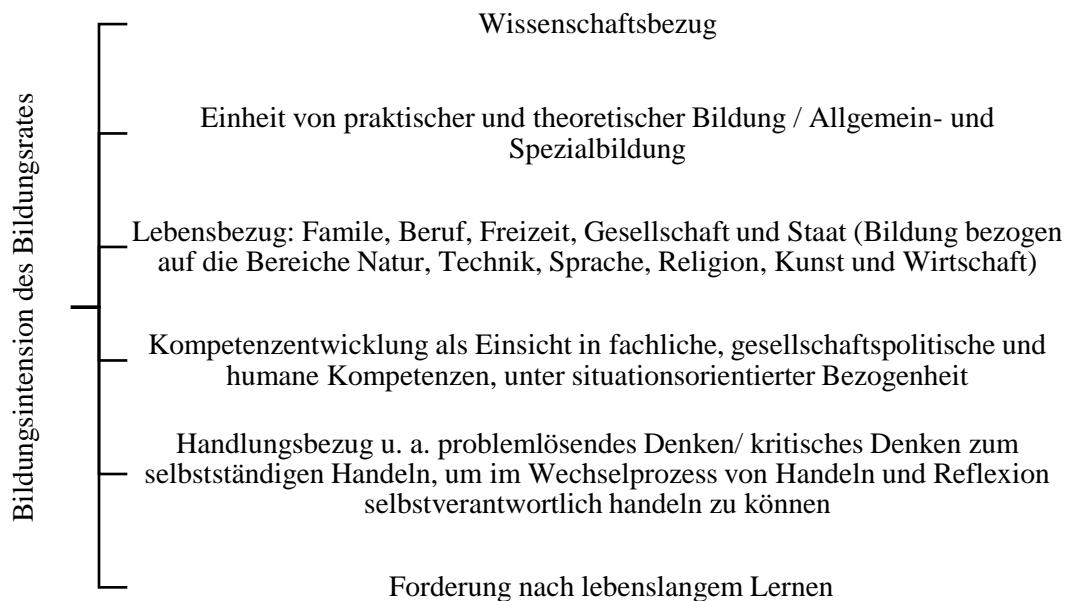 Bildungsintension des Bildungsrates
Wissenschaftsbezug
Einheit von praktischer und theoretischer Bildung / Allgemein- und
Spezialbildung
Lebensbezug: Famile, Beruf, Freizeit, Gesellschaft und Staat (Bildung bezogen
auf die Bereiche Natur, Technik, Sprache, Religion, Kunst und Wirtschaft)
Kompetenzentwicklung als Einsicht in fachliche, gesellschaftspolitische und
humane Kompetenzen, unter situationsorientierter Bezogenheit
Handlungsbezug u. a. problemlösendes Denken/ kritisches Denken zum
selbstständigen Handeln, um im Wechselprozess von Handeln und Reflexion
selbstverantwortlich handeln zu können
Forderung nach lebenslangem Lernen